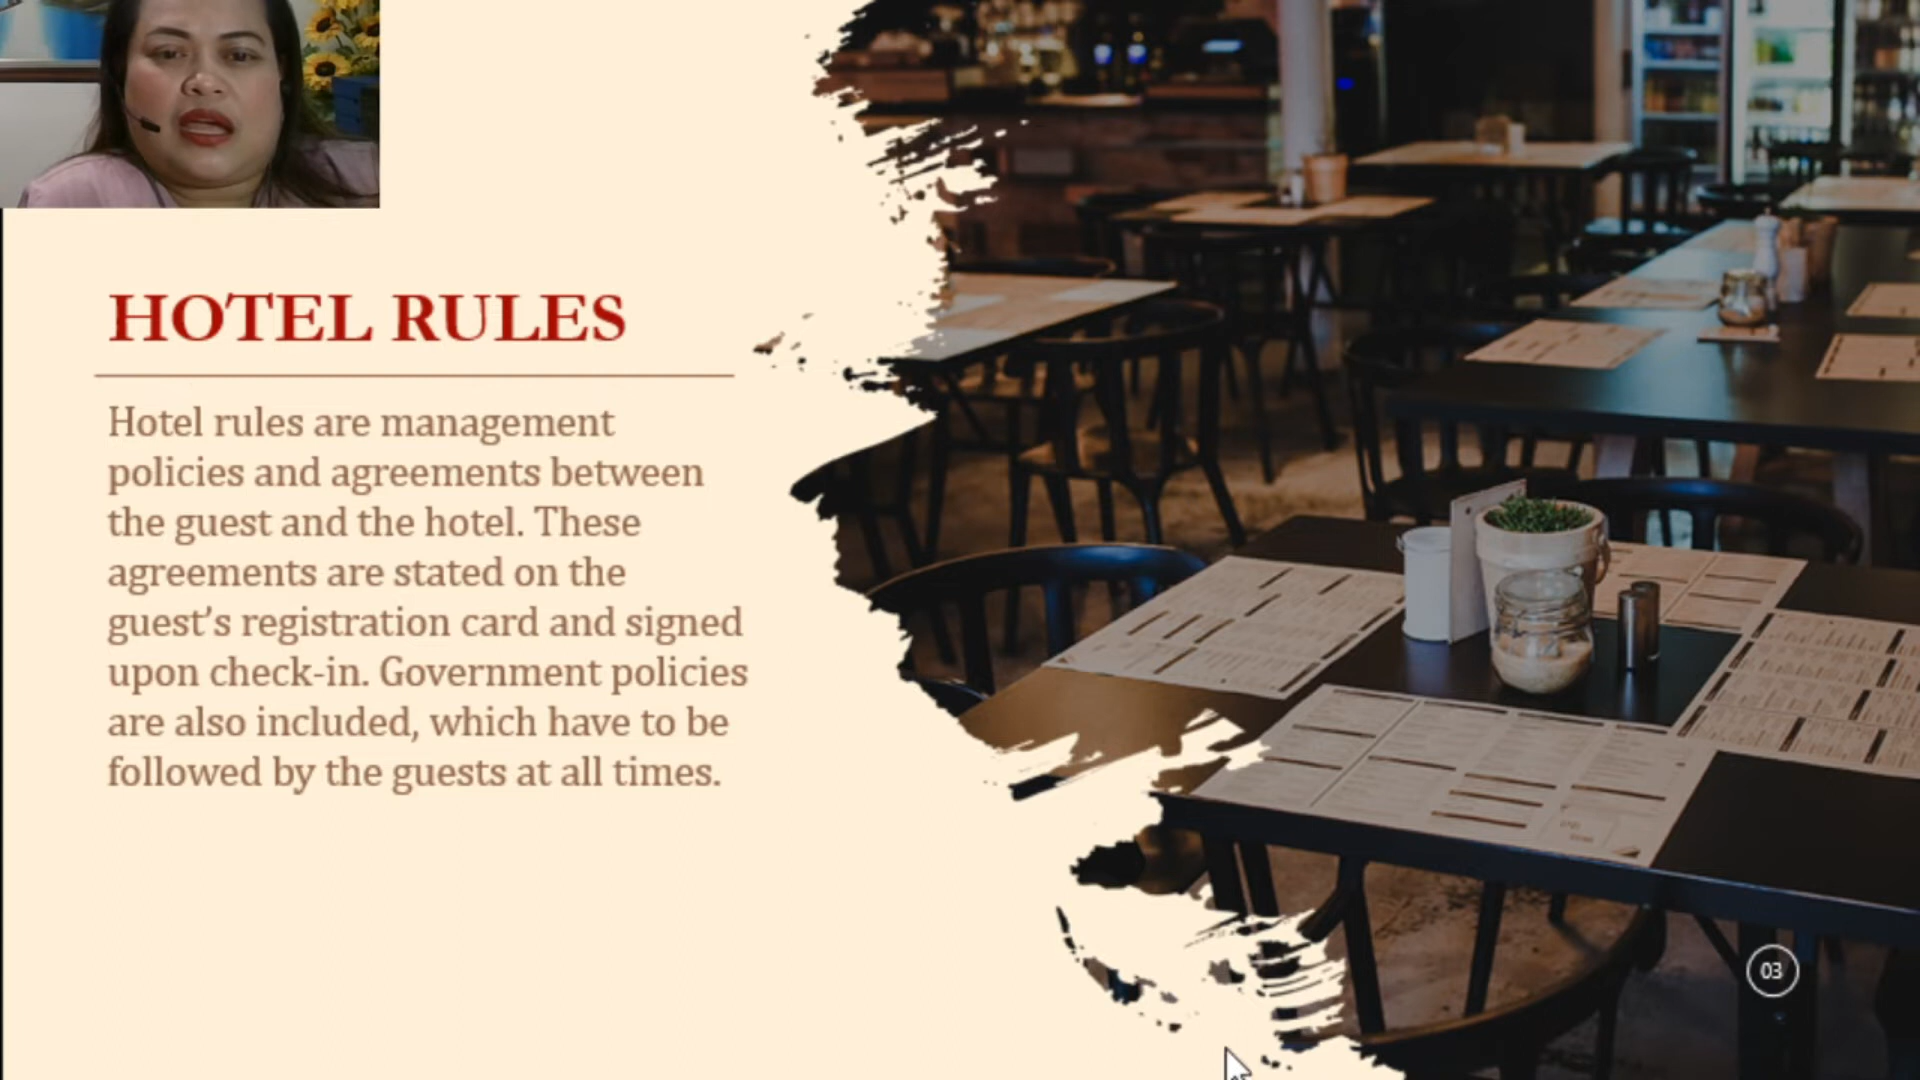 HOTEL RULES
Hotel rules are management
policies and agreements between
the guest and the hotel. These
agreements are stated on the
guest’s registration card and signed
upon check-in. Government policies
are also included, which have to be
followed by the guests at all times.
03